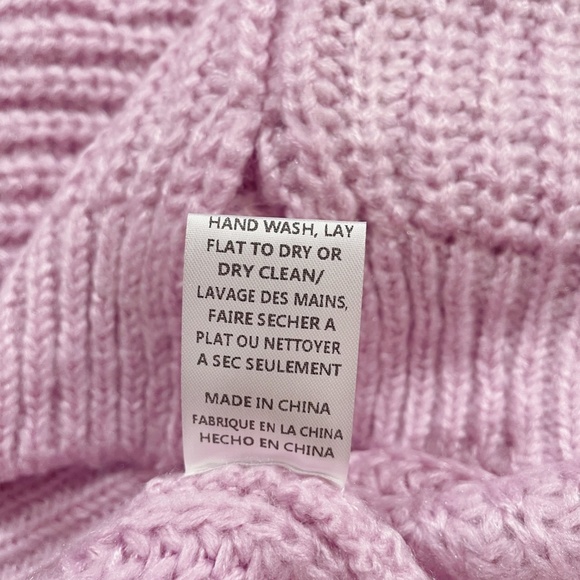 HAND WASH, LAY
FLAT TO DRY OR
DRY CLEAN/
LAVAGE DES MAINS,
FAIRE SECHER A
PLAT OU NETTOYER
A SEC SEULEMENT
MADE IN CHINA
FABRIQUE EN LA CHINA
HECHO EN CHINA